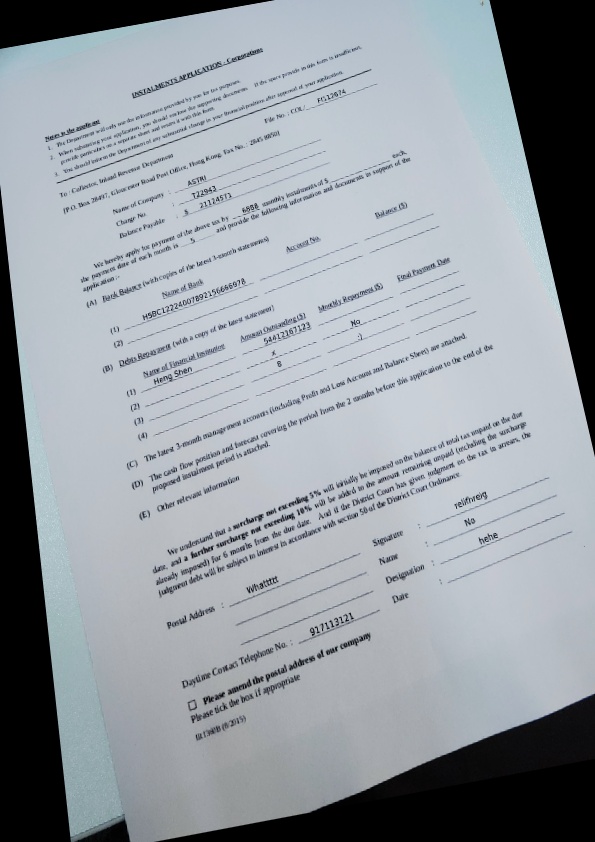 INSTALMENTS APPLICATION - Corporations
Notes to the applicant
1. The Department will only use the information provided by you for tax purposes.
2. When submitting your application, you should enclose the supporting documents. If the space provide in this form is insufficient,
provide particulars on a separate sheet and return it with this form.
3. You should inform the Department of any substantial change in your financial position after approval of your application.
File No. : COL/ FG12674
To : Collector, Inland Revenue Department
[P.O. Box 28497, Gloucester Road Post Office, Hong Kong. Fax No. : 2845 8850]
Name of Company : ASTRI
Charge No. : T22943
Balance Payable : $ 21124571
We hereby apply for payment of the above tax by 6888 monthly instalments of $ each,
the payment date of each month is 5 and provide the following information and documents in support of the
application :-
(A) Bank Balance (with copies of the latest 3-month statements)
Name of Bank Account No. Balance ($)
(1) HSBC12224007892156666978
(2)
(B) Debts Repayment (with a copy of the latest statement)
Name of Financial Institution Amount Outstanding ($) Monthly Repayment ($) Final Payment Date
(1) Heng Shen 54412167123
(2) x No
(3) 8 :)
(4)
(C) The latest 3-month management accounts (including Profit and Loss Account and Balance Sheet) are attached.
(D) The cash flow position and forecast covering the period from the 2 months before this application to the end of the
proposed instalment period is attached.
(E) Other relevant information
We understand that a surcharge not exceeding 5% will initially be imposed on the balance of total tax unpaid on the due
date, and a further surcharge not exceeding 10% will be added to the amount remaining unpaid (including the surcharge
already imposed) for 6 months from the due date. And if the District Court has given judgment on the tax in arrears, the
judgment debt will be subject to interest in accordance with section 50 of the District Court Ordinance.
Signature : relifhreig
Postal Address : Whattttt Name : No
Designation : hehe
Date :
Daytime Contact Telephone No. : 917113121
Please amend the postal address of our company
Please tick the box if appropriate